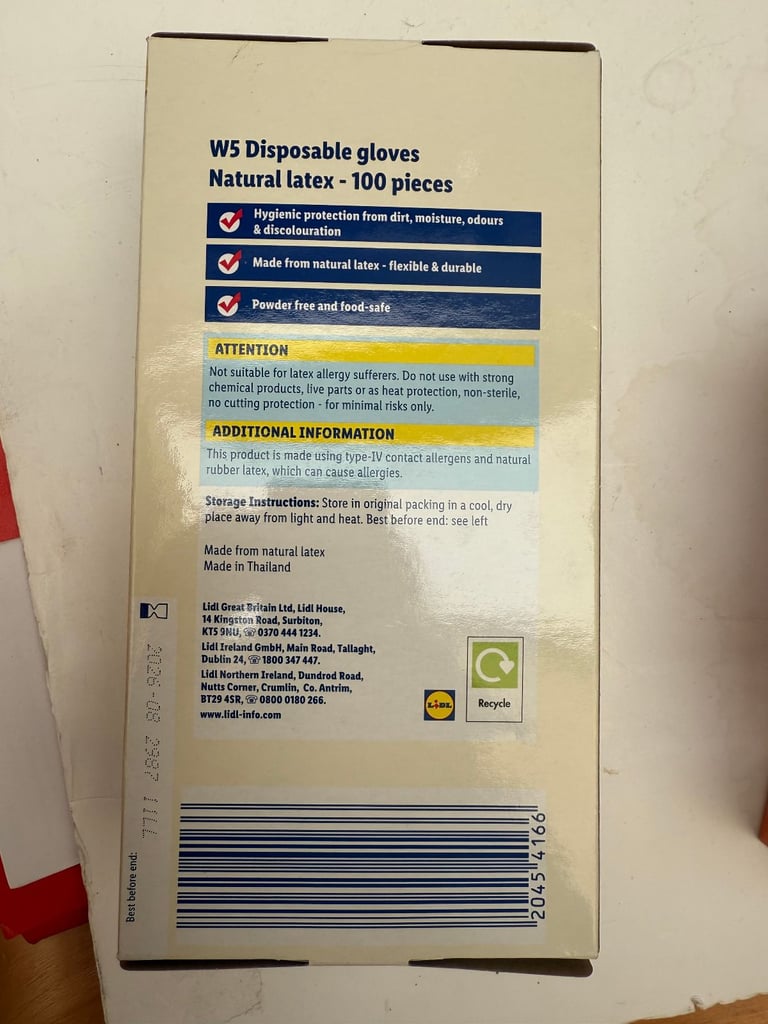 W5 Disposable gloves
Natural latex - 100 pieces
Hygienic protection from dirt, moisture, odours
& discolouration
Made from natural latex - flexible & durable
Powder free and food-safe
ATTENTION
Not suitable for latex allergy sufferers. Do not use with strong
chemical products, live parts or as heat protection, non-sterile,
no cutting protection - for minimal risks only.
ADDITIONAL INFORMATION
This product is made using type-IV contact allergens and natural
rubber latex, which can cause allergies.
Storage Instructions: Store in original packing in a cool, dry
place away from light and heat. Best before end: see left
Made from natural latex
Made in Thailand
Lidl Great Britain Ltd, Lidl House,
14 Kingston Road, Surbiton,
KT5 9NU, ☏ 0370 444 1234.
Lidl Ireland GmbH, Main Road, Tallaght,
Dublin 24, ☏ 1800 347 447.
Lidl Northern Ireland, Dundrod Road,
Nutts Corner, Crumlin, Co. Antrim,
BT29 4SR, ☏ 0800 0180 266.
www.lidl-info.com
LIDL
Recycle
Best before end:
2026-08
2045 4166